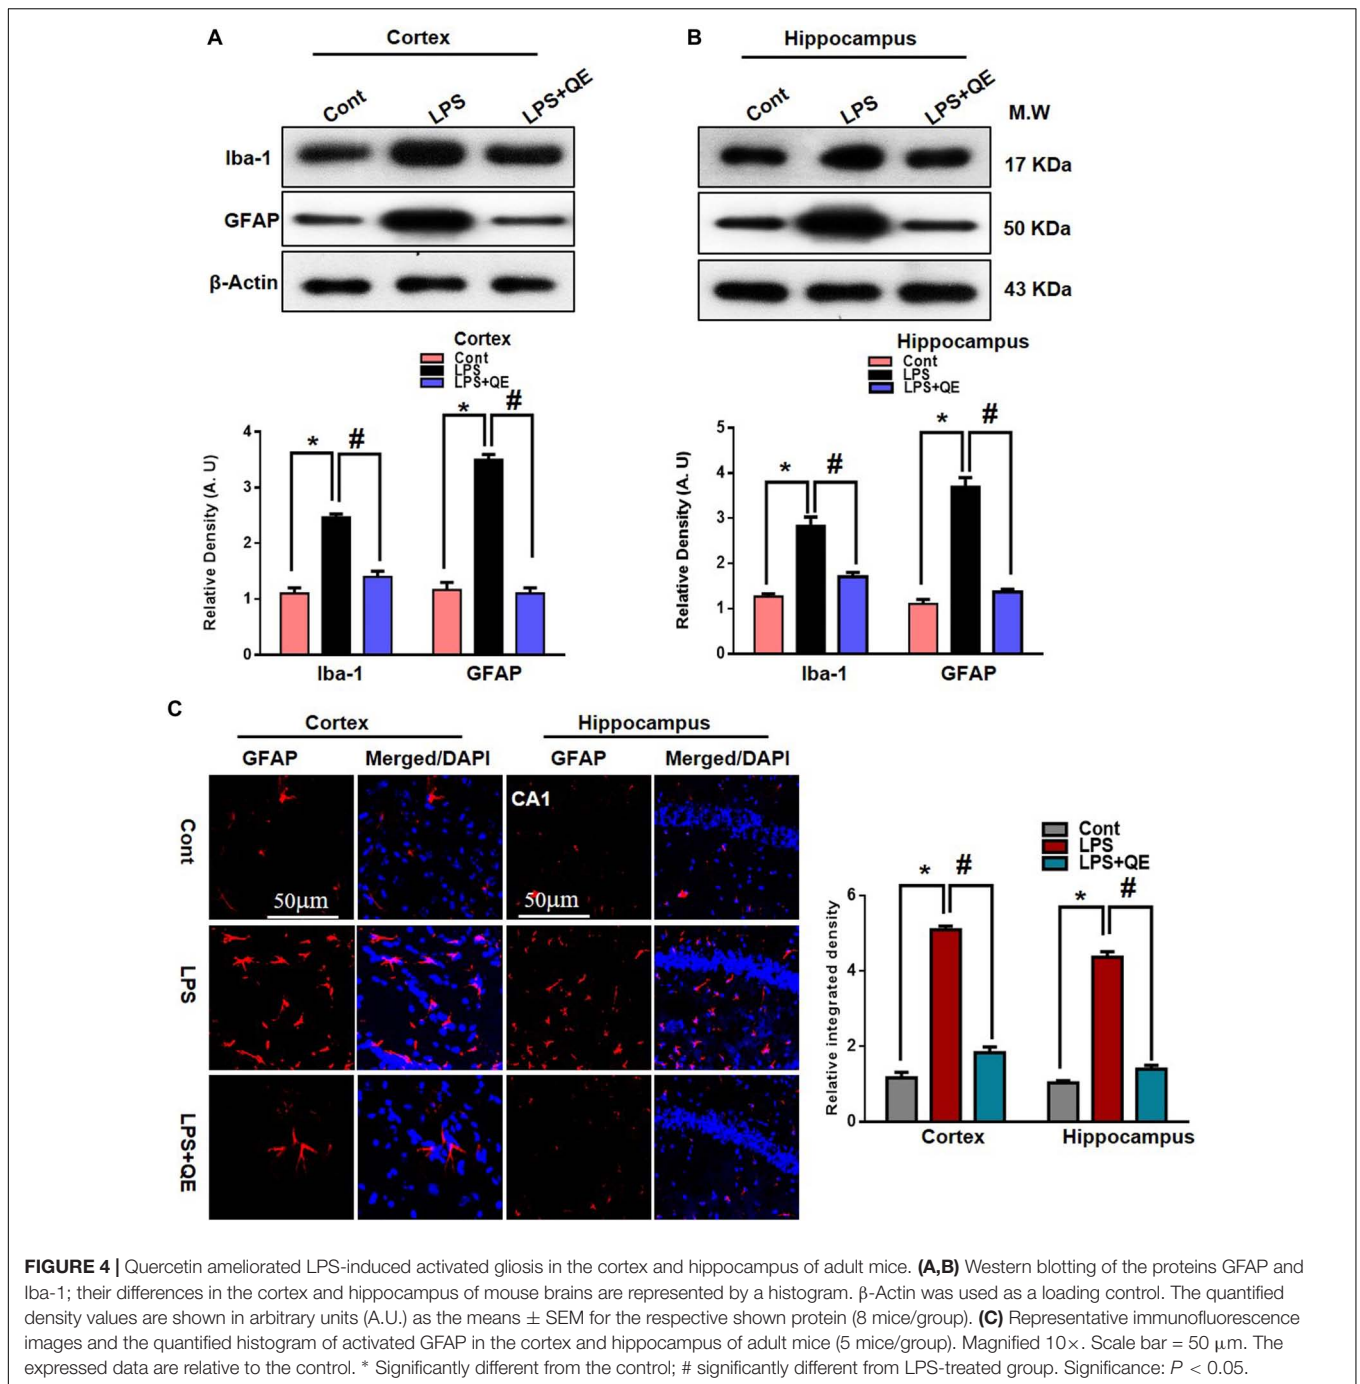 A
Cortex
Cont
LPS
LPS+QE
Iba-1
GFAP
β-Actin
B
Hippocampus
Cont
LPS
LPS+QE
M.W
17 KDa
50 KDa
43 KDa
Cortex
Cont
LPS
LPS+QE
Relative Density (A. U)
4
3
2
1
0
*
#
*
#
Iba-1
GFAP
Hippocampus
Cont
LPS
LPS+QE
Relative Density (A. U)
5
4
3
2
1
0
*
#
*
#
Iba-1
GFAP
C
Cortex
Hippocampus
GFAP
Merged/DAPI
GFAP
Merged/DAPI
Cont
CA1
50μm
50μm
LPS
LPS+QE
Cont
LPS
LPS+QE
Relative integrated density
6
4
2
0
*
#
*
#
Cortex
Hippocampus
FIGURE 4 | Quercetin ameliorated LPS-induced activated gliosis in the cortex and hippocampus of adult mice. (A,B) Western blotting of the proteins GFAP and
Iba-1; their differences in the cortex and hippocampus of mouse brains are represented by a histogram. β-Actin was used as a loading control. The quantified
density values are shown in arbitrary units (A.U.) as the means ± SEM for the respective shown protein (8 mice/group). (C) Representative immunofluorescence
images and the quantified histogram of activated GFAP in the cortex and hippocampus of adult mice (5 mice/group). Magnified 10×. Scale bar = 50 μm. The
expressed data are relative to the control. * Significantly different from the control; # significantly different from LPS-treated group. Significance: P < 0.05.